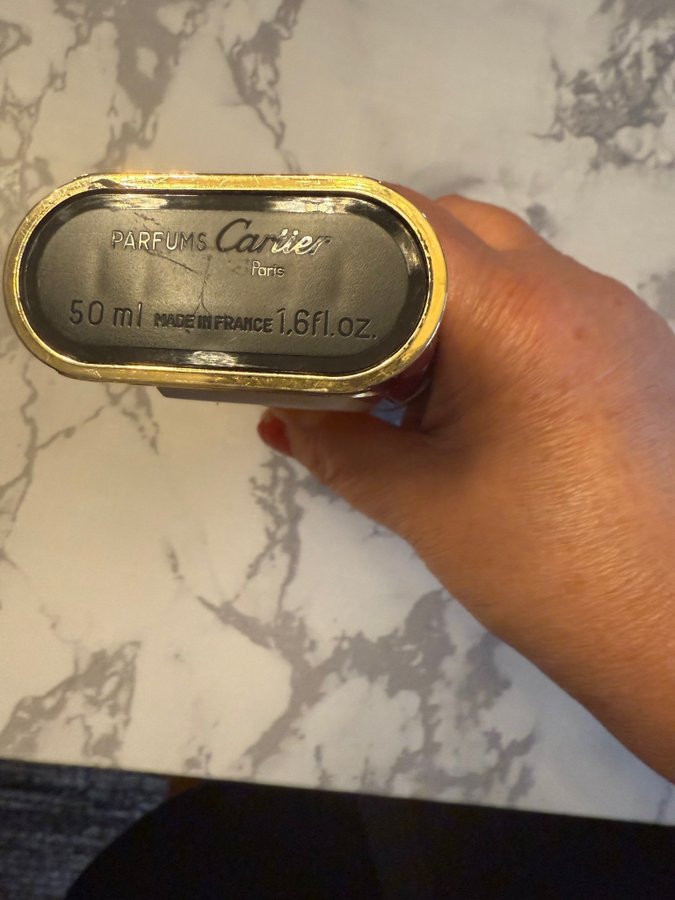 PARFUMS Cartier
Paris
50 ml MADE IN FRANCE 1.6fl.oz.